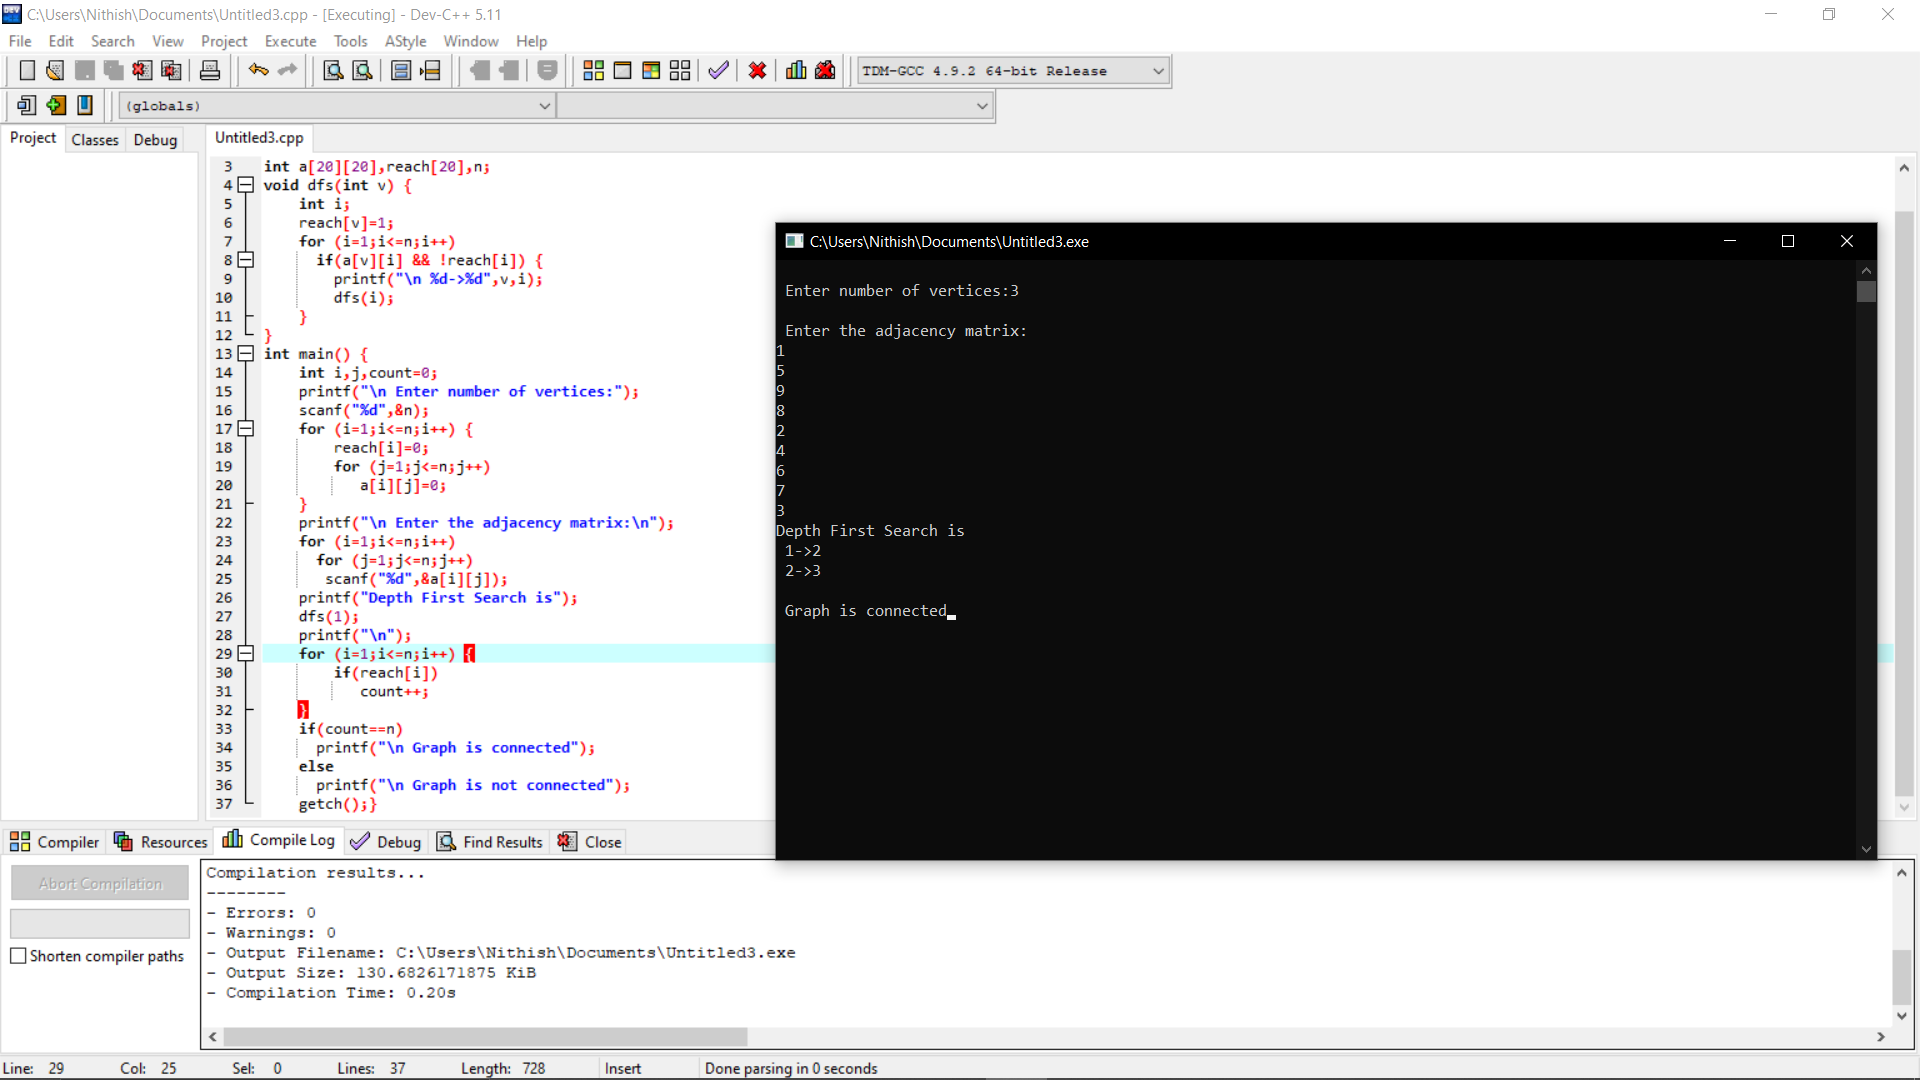 C:\Users\Nithish\Documents\Untitled3.cpp - [Executing] - Dev-C++ 5.11
File Edit Search View Project Execute Tools AStyle Window Help
TDM-GCC 4.9.2 64-bit Release
(globals)
Project Classes Debug
Untitled3.cpp
3 int a[20][20],reach[20],n;
4 void dfs(int v) {
5 int i;
6 reach[v]=1;
7 for (i=1;i<=n;i++)
8 if(a[v][i] && !reach[i]) {
9 printf("\n %d->%d",v,i);
10 dfs(i);
11 }
12 }
13 int main() {
14 int i,j,count=0;
15 printf("\n Enter number of vertices:");
16 scanf("%d",&n);
17 for (i=1;i<=n;i++) {
18 reach[i]=0;
19 for (j=1;j<=n;j++)
20 a[i][j]=0;
21 }
22 printf("\n Enter the adjacency matrix:\n");
23 for (i=1;i<=n;i++)
24 for (j=1;j<=n;j++)
25 scanf("%d",&a[i][j]);
26 printf("Depth First Search is");
27 dfs(1);
28 printf("\n");
29 for (i=1;i<=n;i++) {
30 if(reach[i])
31 count++;
32 }
33 if(count==n)
34 printf("\n Graph is connected");
35 else
36 printf("\n Graph is not connected");
37 getch();}
C:\Users\Nithish\Documents\Untitled3.exe
Enter number of vertices:3
Enter the adjacency matrix:
1
5
9
8
2
4
6
7
3
Depth First Search is
1->2
2->3
Graph is connected
Compiler Resources Compile Log Debug Find Results Close
Abort Compilation
Shorten compiler paths
Compilation results...
--------
- Errors: 0
- Warnings: 0
- Output Filename: C:\Users\Nithish\Documents\Untitled3.exe
- Output Size: 130.6826171875 KiB
- Compilation Time: 0.20s
Line: 29 Col: 25 Sel: 0 Lines: 37 Length: 728 Insert Done parsing in 0 seconds